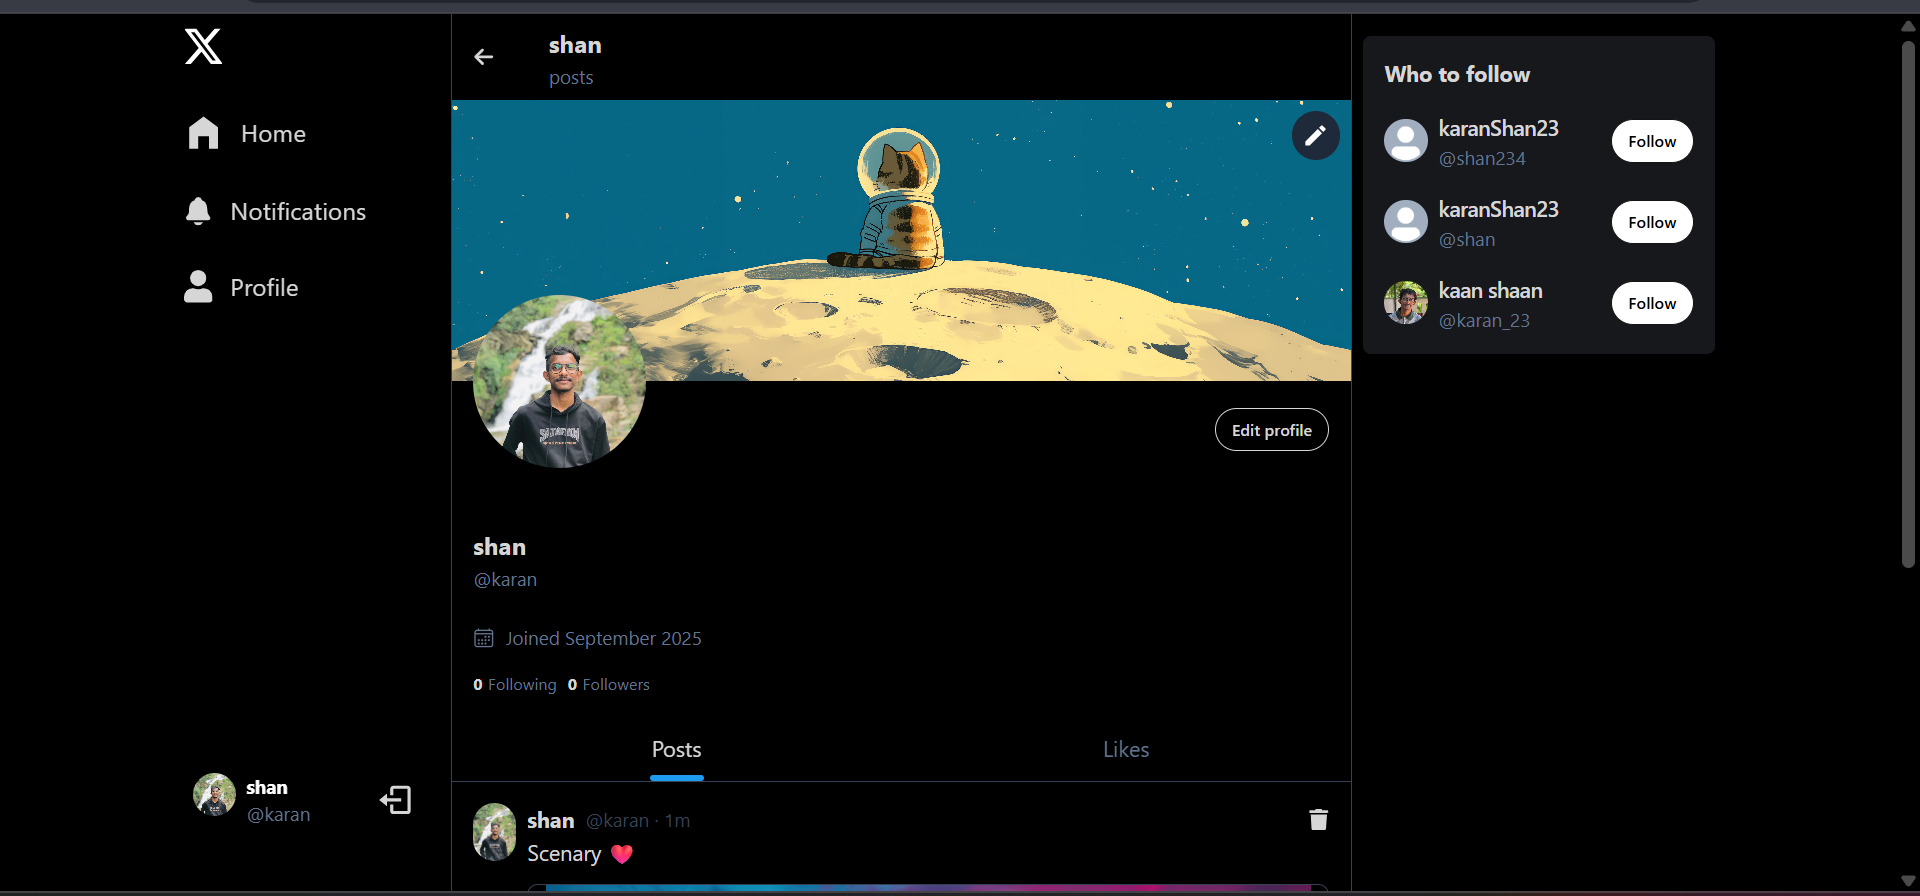 Home
Notifications
Profile
shan
@karan
shan
posts
Edit profile
shan
@karan
Joined September 2025
0 Following 0 Followers
Posts
Likes
shan @karan · 1m
Scenary ❤️
Who to follow
karanShan23
@shan234
Follow
karanShan23
@shan
Follow
kaan shaan
@karan_23
Follow